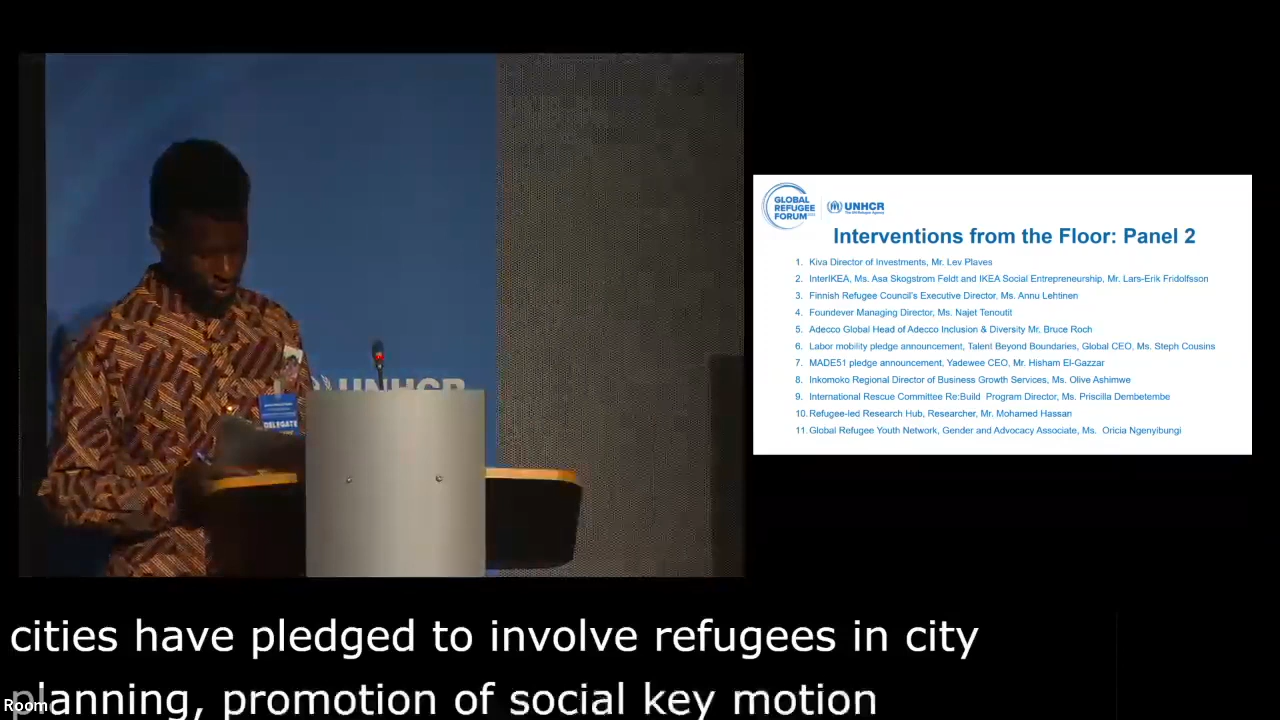 GLOBAL
REFUGEE
FORUM
UNHCR
The UN Refugee Agency
Interventions from the Floor: Panel 2
1. Kiva Director of Investments, Mr. Lev Plaves
2. InterIKEA, Ms. Asa Skogstrom Feldt and IKEA Social Entrepreneurship, Mr. Lars-Erik Fridolfsson
3. Finnish Refugee Council's Executive Director, Ms. Annu Lehtinen
4. Foundever Managing Director, Ms. Najet Tenoutit
5. Adecco Global Head of Adecco Inclusion & Diversity Mr. Bruce Roch
6. Labor mobility pledge announcement, Talent Beyond Boundaries, Global CEO, Ms. Steph Cousins
7. MADE51 pledge announcement, Yadewee CEO, Mr. Hisham El-Gazzar
8. Inkomoko Regional Director of Business Growth Services, Ms. Olive Ashimwe
9. International Rescue Committee Re:Build Program Director, Ms. Priscilla Dembetembe
10. Refugee-led Research Hub, Researcher, Mr. Mohamed Hassan
11. Global Refugee Youth Network, Gender and Advocacy Associate, Ms. Oricia Ngenyibungi
UNHCR
DELEGATE
cities have pledged to involve refugees in city
planning, promotion of social key motion
Room